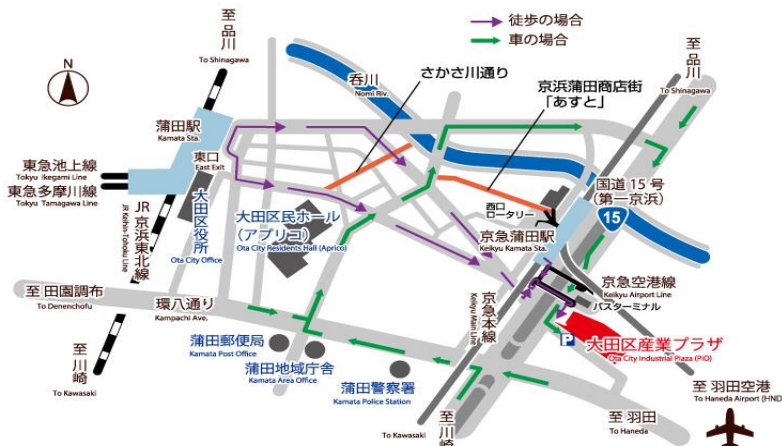 徒歩の場合
車の場合
至 品川
To Shinagawa
N
呑川
Nomi Riv.
さかさ川通り
京浜蒲田商店街
「あすと」
至 品川
To Shinagawa
蒲田駅
Kamata Sta.
東口
East Exit
東急池上線
Tokyu Ikegami Line
東急多摩川線
Tokyu Tamagawa Line
JR京浜東北線
JR Keihin-Tohoku Line
大田区役所
Ota City Office
大田区民ホール
(アプリコ)
Ota City Residents Hall (Aprico)
西口
ロータリー
国道 15 号
(第一京浜)
15
京急蒲田駅
Keikyu Kamata Sta.
京急空港線
Keikyu Airport Line
バスターミナル
至 田園調布
To Denenchofu
環八通り
Kampachi Ave.
京急本線
Keikyu Main Line
P
大田区産業プラザ
Ota City Industrial Plaza (PiO)
蒲田郵便局
Kamata Post Office
蒲田地域庁舎
Kamata Area Office
蒲田警察署
Kamata Police Station
至 川崎
To Kawasaki
至 川崎
To Kawasaki
至 羽田
To Haneda
至 羽田空港
To Haneda Airport (HND